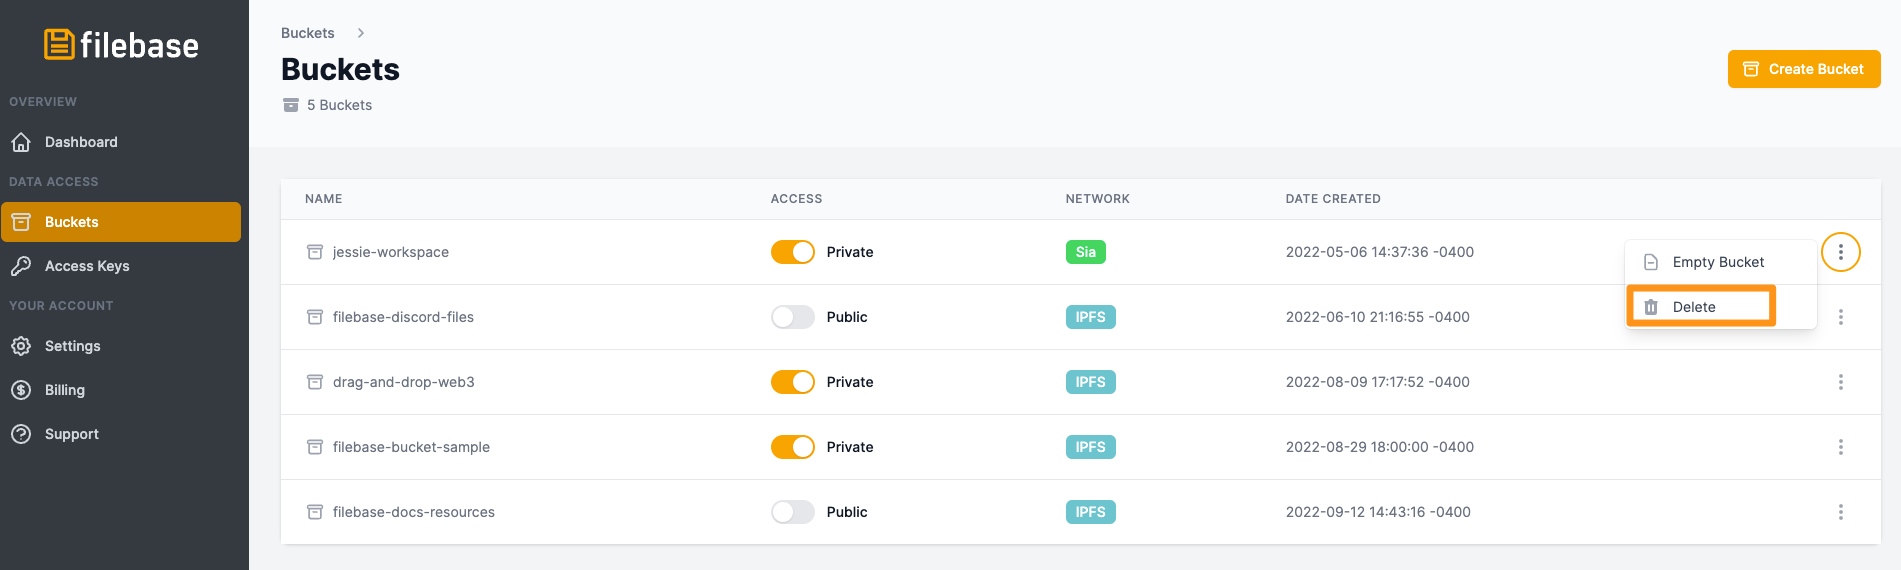 filebase
OVERVIEW
Dashboard
DATA ACCESS
Buckets
Access Keys
YOUR ACCOUNT
Settings
Billing
Support
Buckets
Buckets
5 Buckets
Create Bucket
NAME ACCESS NETWORK DATE CREATED
jessie-workspace Private Sia 2022-05-06 14:37:36 -0400
Empty Bucket
Delete
filebase-discord-files Public IPFS 2022-06-10 21:16:55 -0400
drag-and-drop-web3 Private IPFS 2022-08-09 17:17:52 -0400
filebase-bucket-sample Private IPFS 2022-08-29 18:00:00 -0400
filebase-docs-resources Public IPFS 2022-09-12 14:43:16 -0400